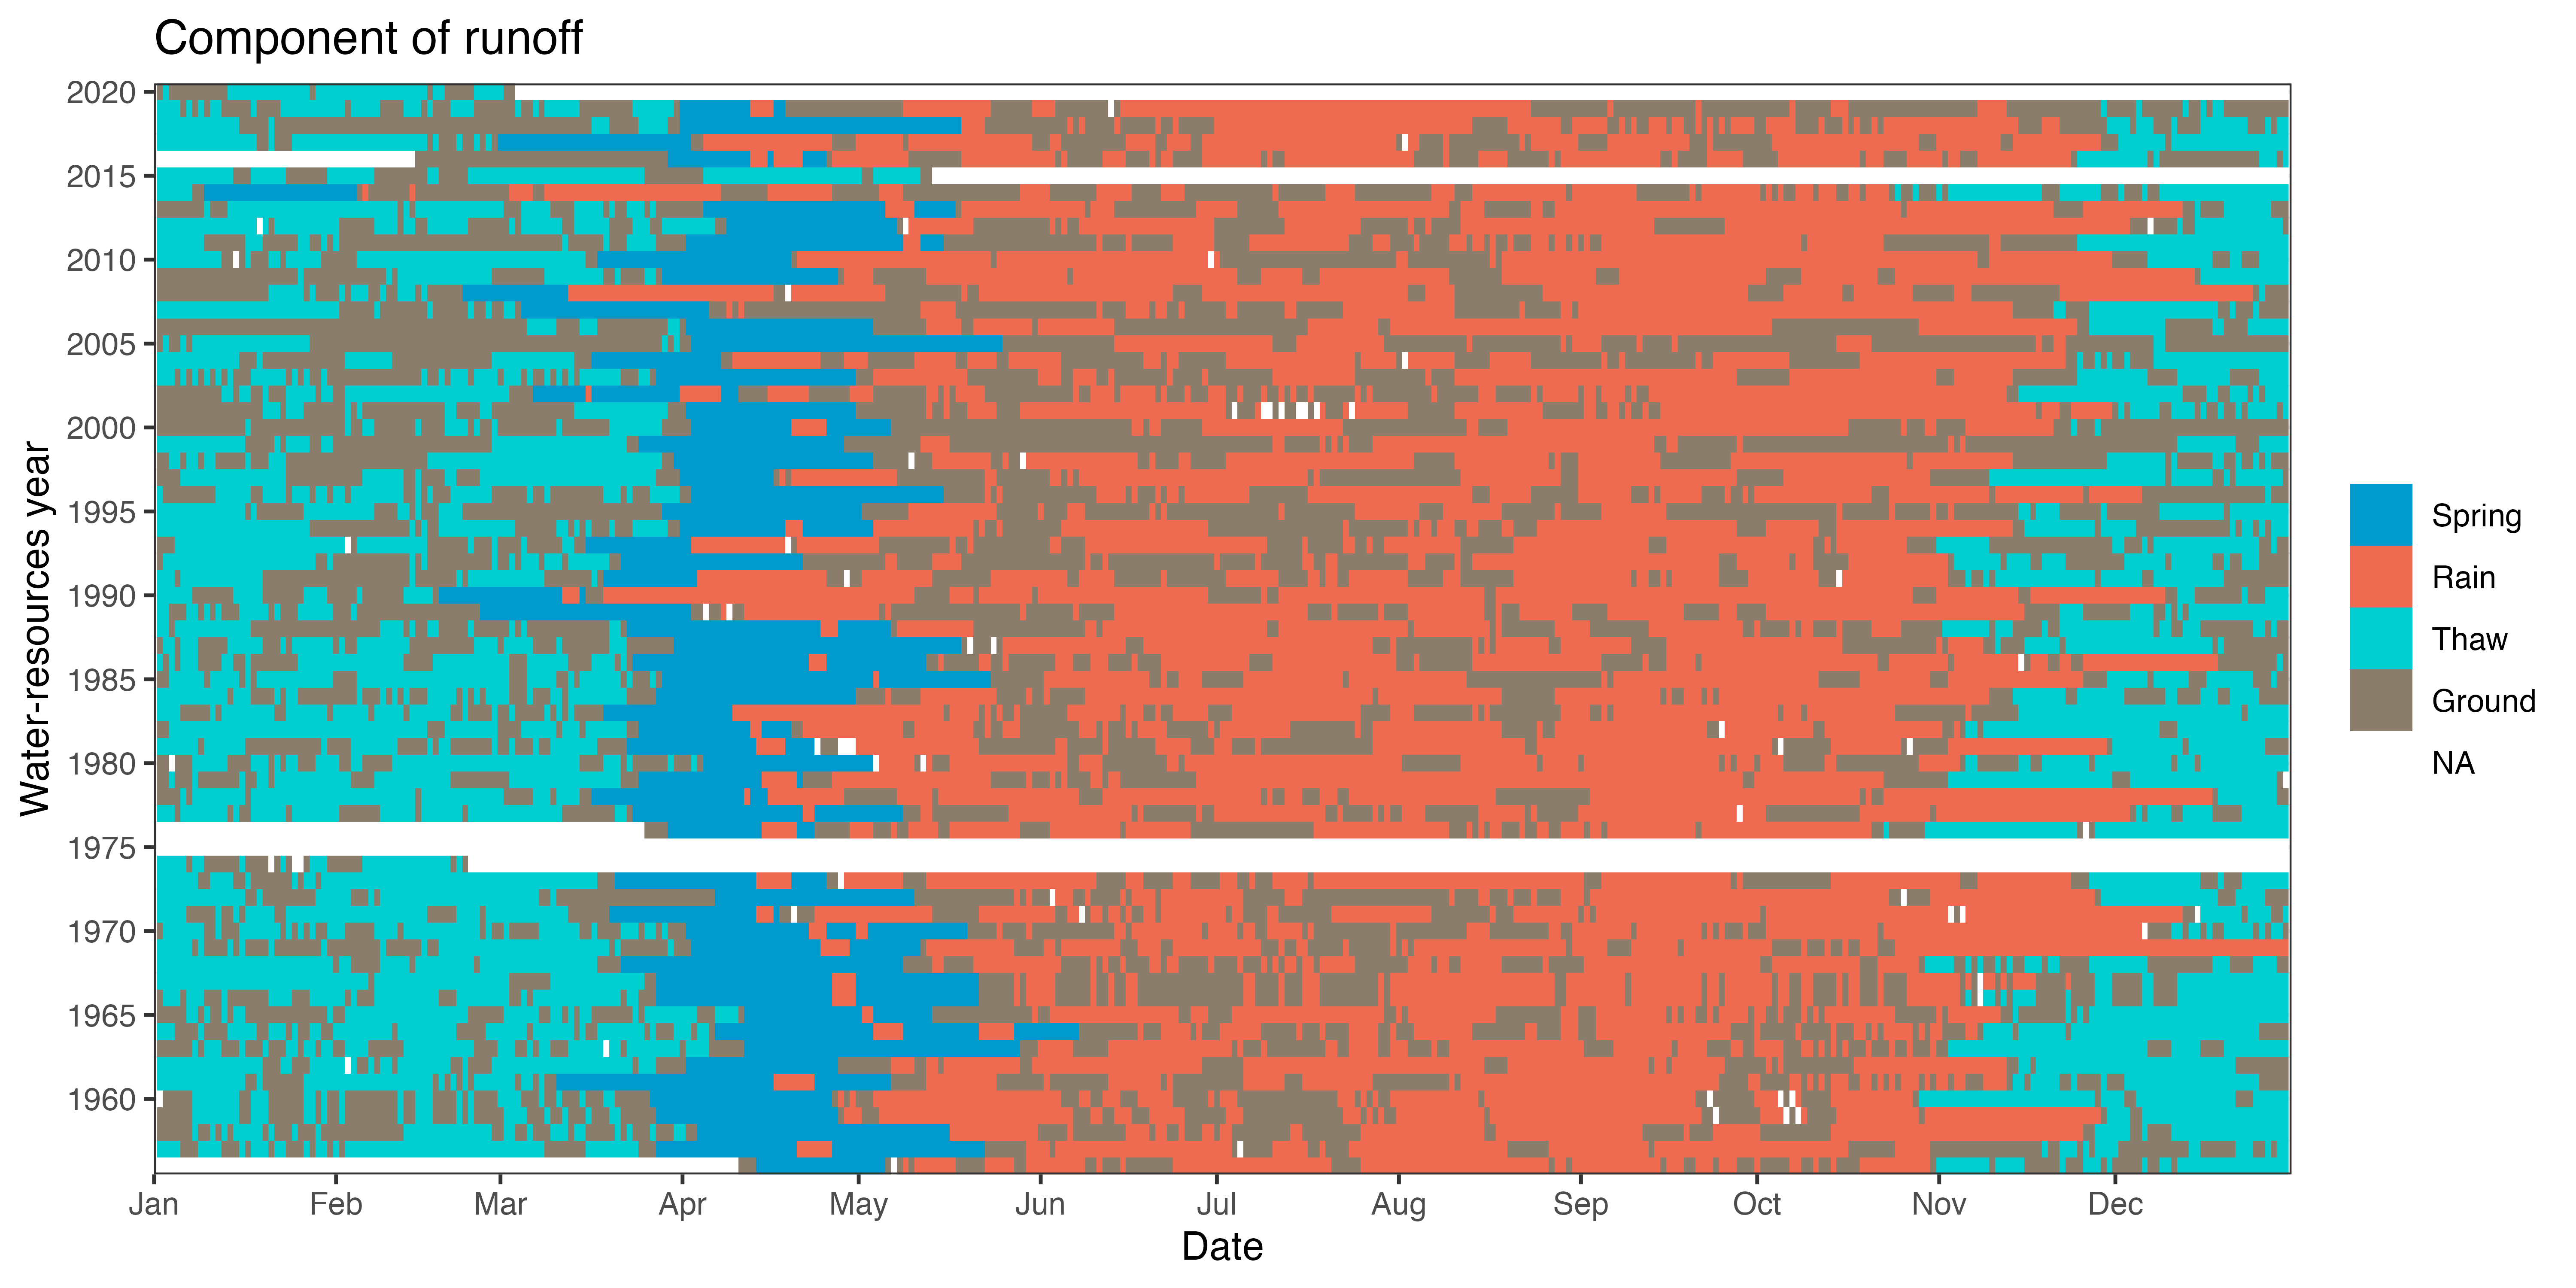 Component of runoff
Water-resources year
2020
2015
2010
2005
2000
1995
1990
1985
1980
1975
1970
1965
1960
Jan Feb Mar Apr May Jun Jul Aug Sep Oct Nov Dec
Date
Spring
Rain
Thaw
Ground
NA